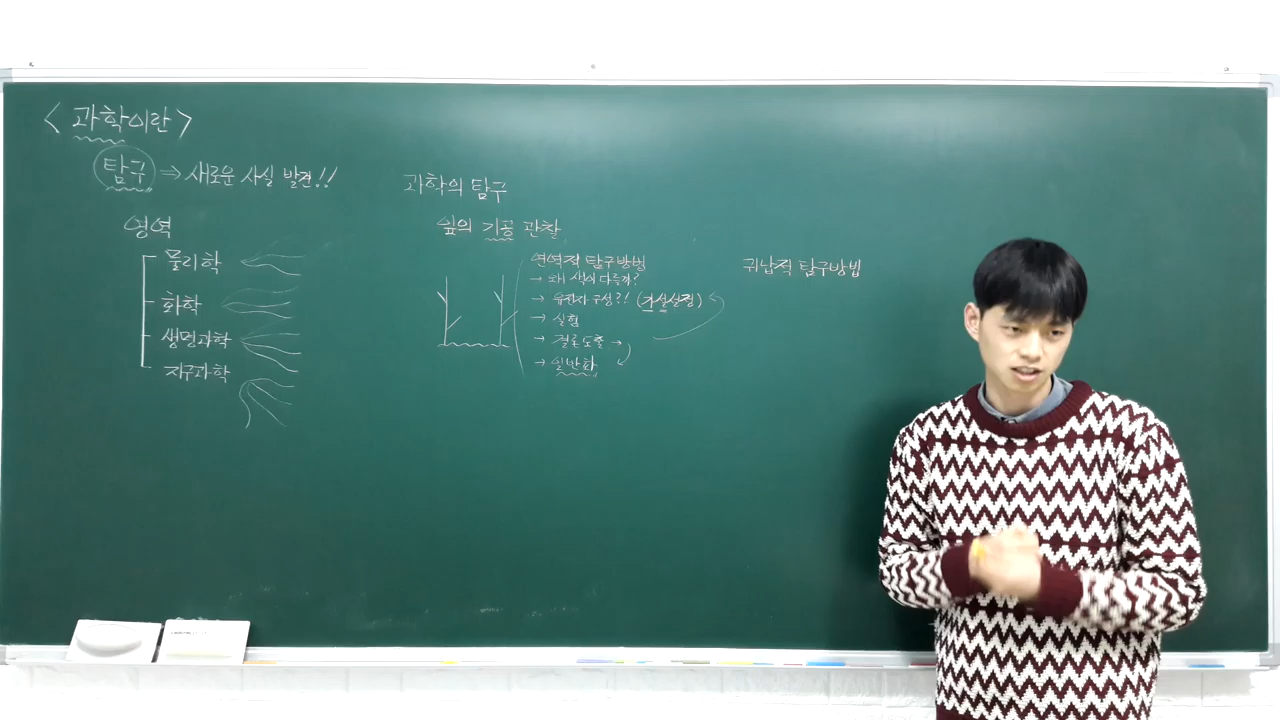 < 과학이란 >
탐구 ⇒ 새로운 사실 발견!!
영역
물리학
화학
생명과학
지구과학
과학의 탐구
잎의 기공 관찰
연역적 탐구방법
→ 왜 색이 다를까?
→ 유전자 구성?! (가설설정)
→ 실험
→ 결론도출 →
→ 일반화
귀납적 탐구방법